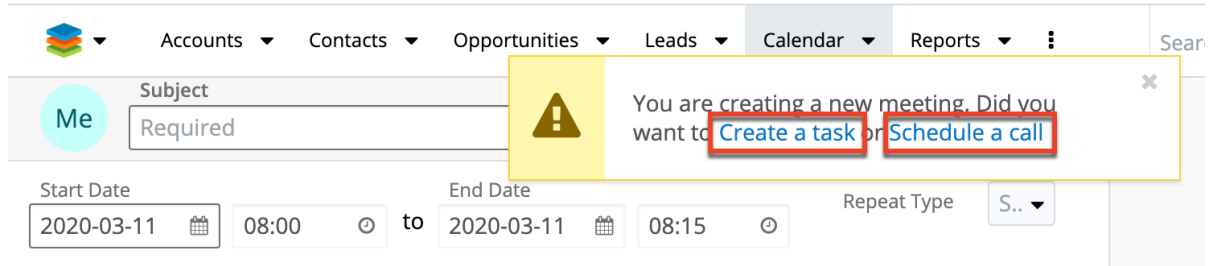 Accounts Contacts Opportunities Leads Calendar Reports Sear
Me
Subject
Required
You are creating a new meeting. Did you
want to Create a task or Schedule a call
Start Date
End Date
Repeat Type
S..
2020-03-11 08:00 to 2020-03-11 08:15